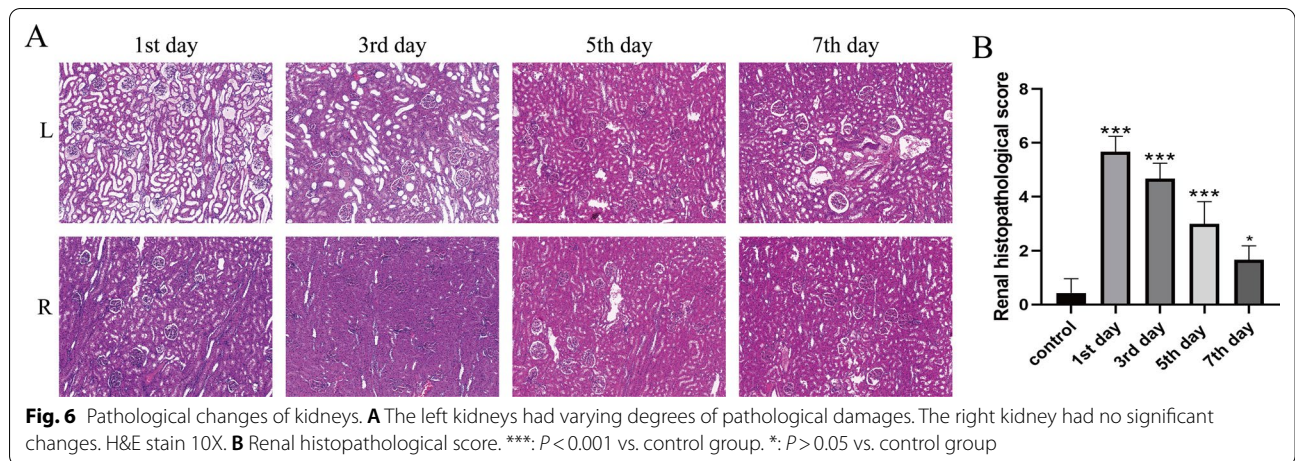 A
1st day
3rd day
5th day
7th day
L
R
B
Renal histopathological score
8
6
4
2
0
***
***
***
*
control
1st day
3rd day
5th day
7th day
Fig. 6 Pathological changes of kidneys. A The left kidneys had varying degrees of pathological damages. The right kidney had no significant
changes. H&E stain 10X. B Renal histopathological score. ***: P < 0.001 vs. control group. *: P > 0.05 vs. control group